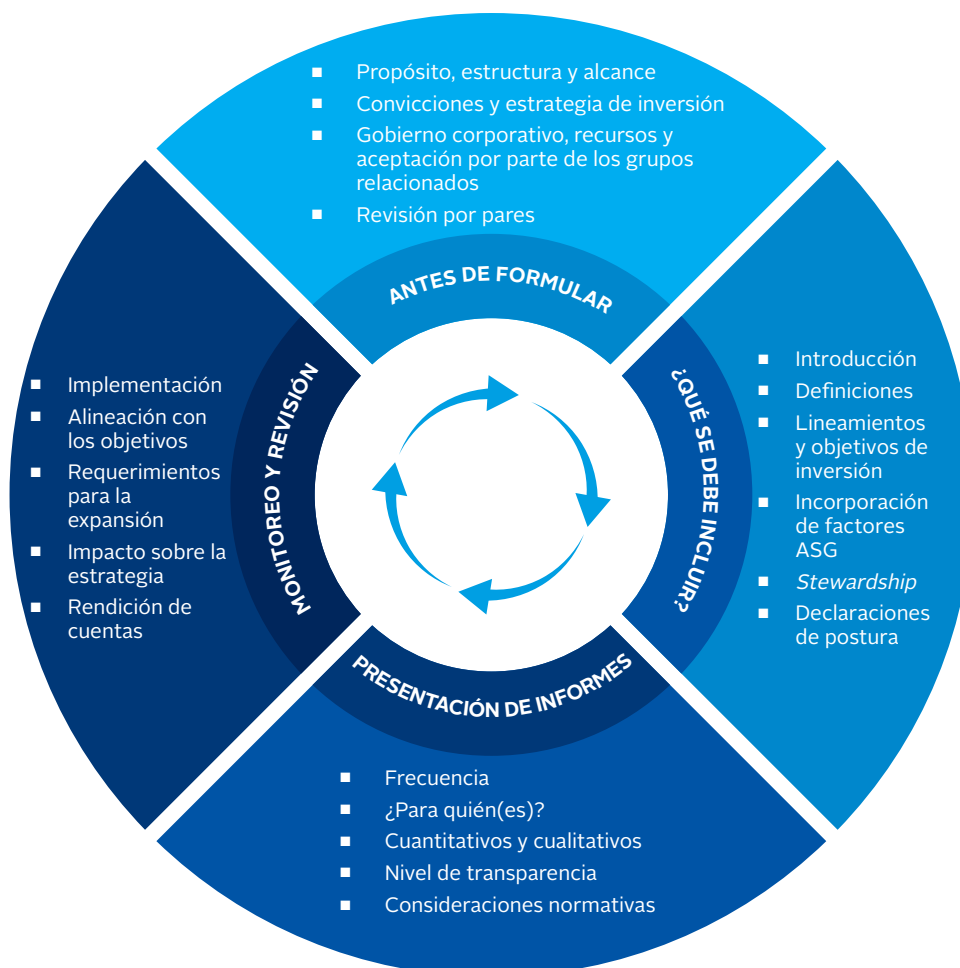 ANTES DE FORMULAR
■ Propósito, estructura y alcance
■ Convicciones y estrategia de inversión
■ Gobierno corporativo, recursos y
aceptación por parte de los grupos
relacionados
■ Revisión por pares
¿QUÉ SE DEBE INCLUIR?
■ Introducción
■ Definiciones
■ Lineamientos
y objetivos de
inversión
■ Incorporación
de factores
ASG
■ Stewardship
■ Declaraciones
de postura
PRESENTACIÓN DE INFORMES
■ Frecuencia
■ ¿Para quién(es)?
■ Cuantitativos y cualitativos
■ Nivel de transparencia
■ Consideraciones normativas
MONITOREO Y REVISIÓN
■ Implementación
■ Alineación con
los objetivos
■ Requerimientos
para la
expansión
■ Impacto sobre la
estrategia
■ Rendición de
cuentas